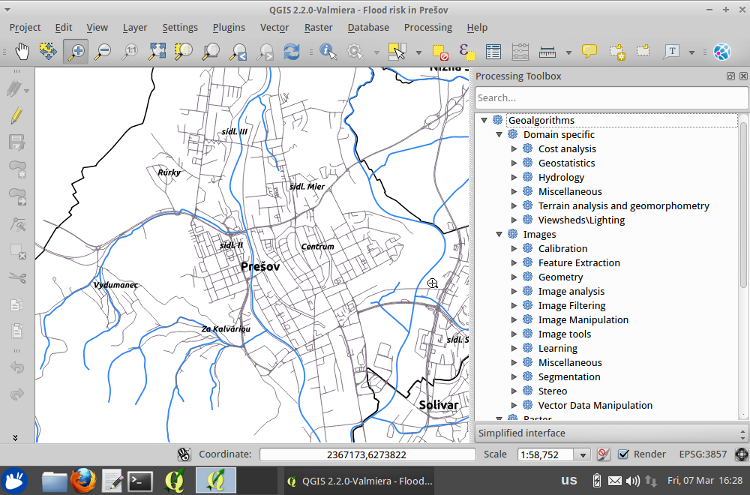 QGIS 2.2.0-Valmiera - Flood risk in Prešov
Project Edit View Layer Settings Plugins Vector Raster Database Processing Help
1:1
ε
T
Processing Toolbox
Search...
Geoalgorithms
Domain specific
Cost analysis
Geostatistics
Hydrology
Miscellaneous
Terrain analysis and geomorphometry
Viewsheds\Lighting
Images
Calibration
Feature Extraction
Geometry
Image analysis
Image Filtering
Image Manipulation
Image tools
Learning
Miscellaneous
Segmentation
Stereo
Vector Data Manipulation
Simplified interface
sídl. III
Rúrky
sídl. Mier
sídl. II
Centrum
Prešov
Vydumanec
Za Kalváriou
sídl. S
Solivar
Coordinate: 2367173,6273822 Scale 1:58,752 Render EPSG:3857
QGIS 2.2.0-Valmiera - Flood...
us
Fri, 07 Mar 16:28